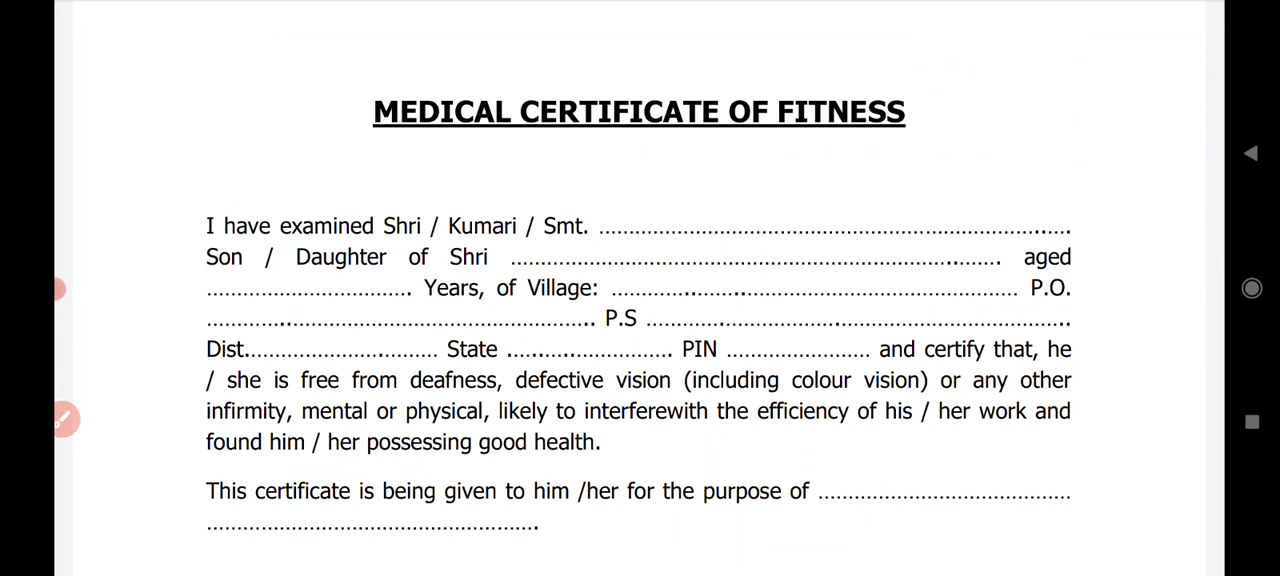 MEDICAL CERTIFICATE OF FITNESS
I have examined Shri / Kumari / Smt. ...............................................................................
Son / Daughter of Shri .................................................................................. aged
.................................. Years, of Village: .................................................................... P.O.
................................................................. P.S .......................................................................
Dist................................ State ............................ PIN ........................ and certify that, he
/ she is free from deafness, defective vision (including colour vision) or any other
infirmity, mental or physical, likely to interferewith the efficiency of his / her work and
found him / her possessing good health.
This certificate is being given to him /her for the purpose of ..........................................
.......................................................